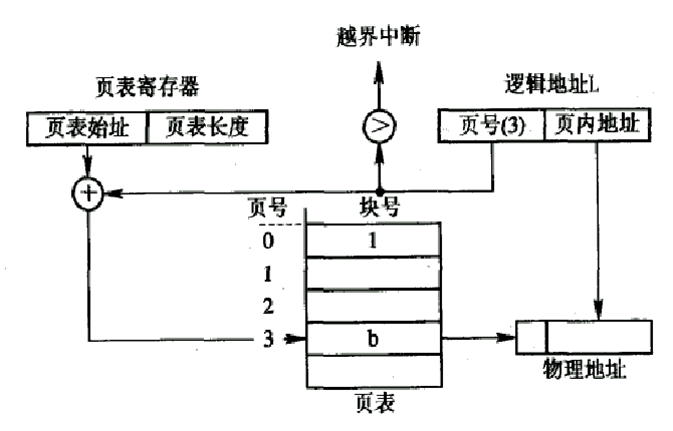 越界中断
页表寄存器
逻辑地址L
页表始址 页表长度
>
页号(3) 页内地址
+
页号 块号
0 1
1
2
3 b
物理地址
页表